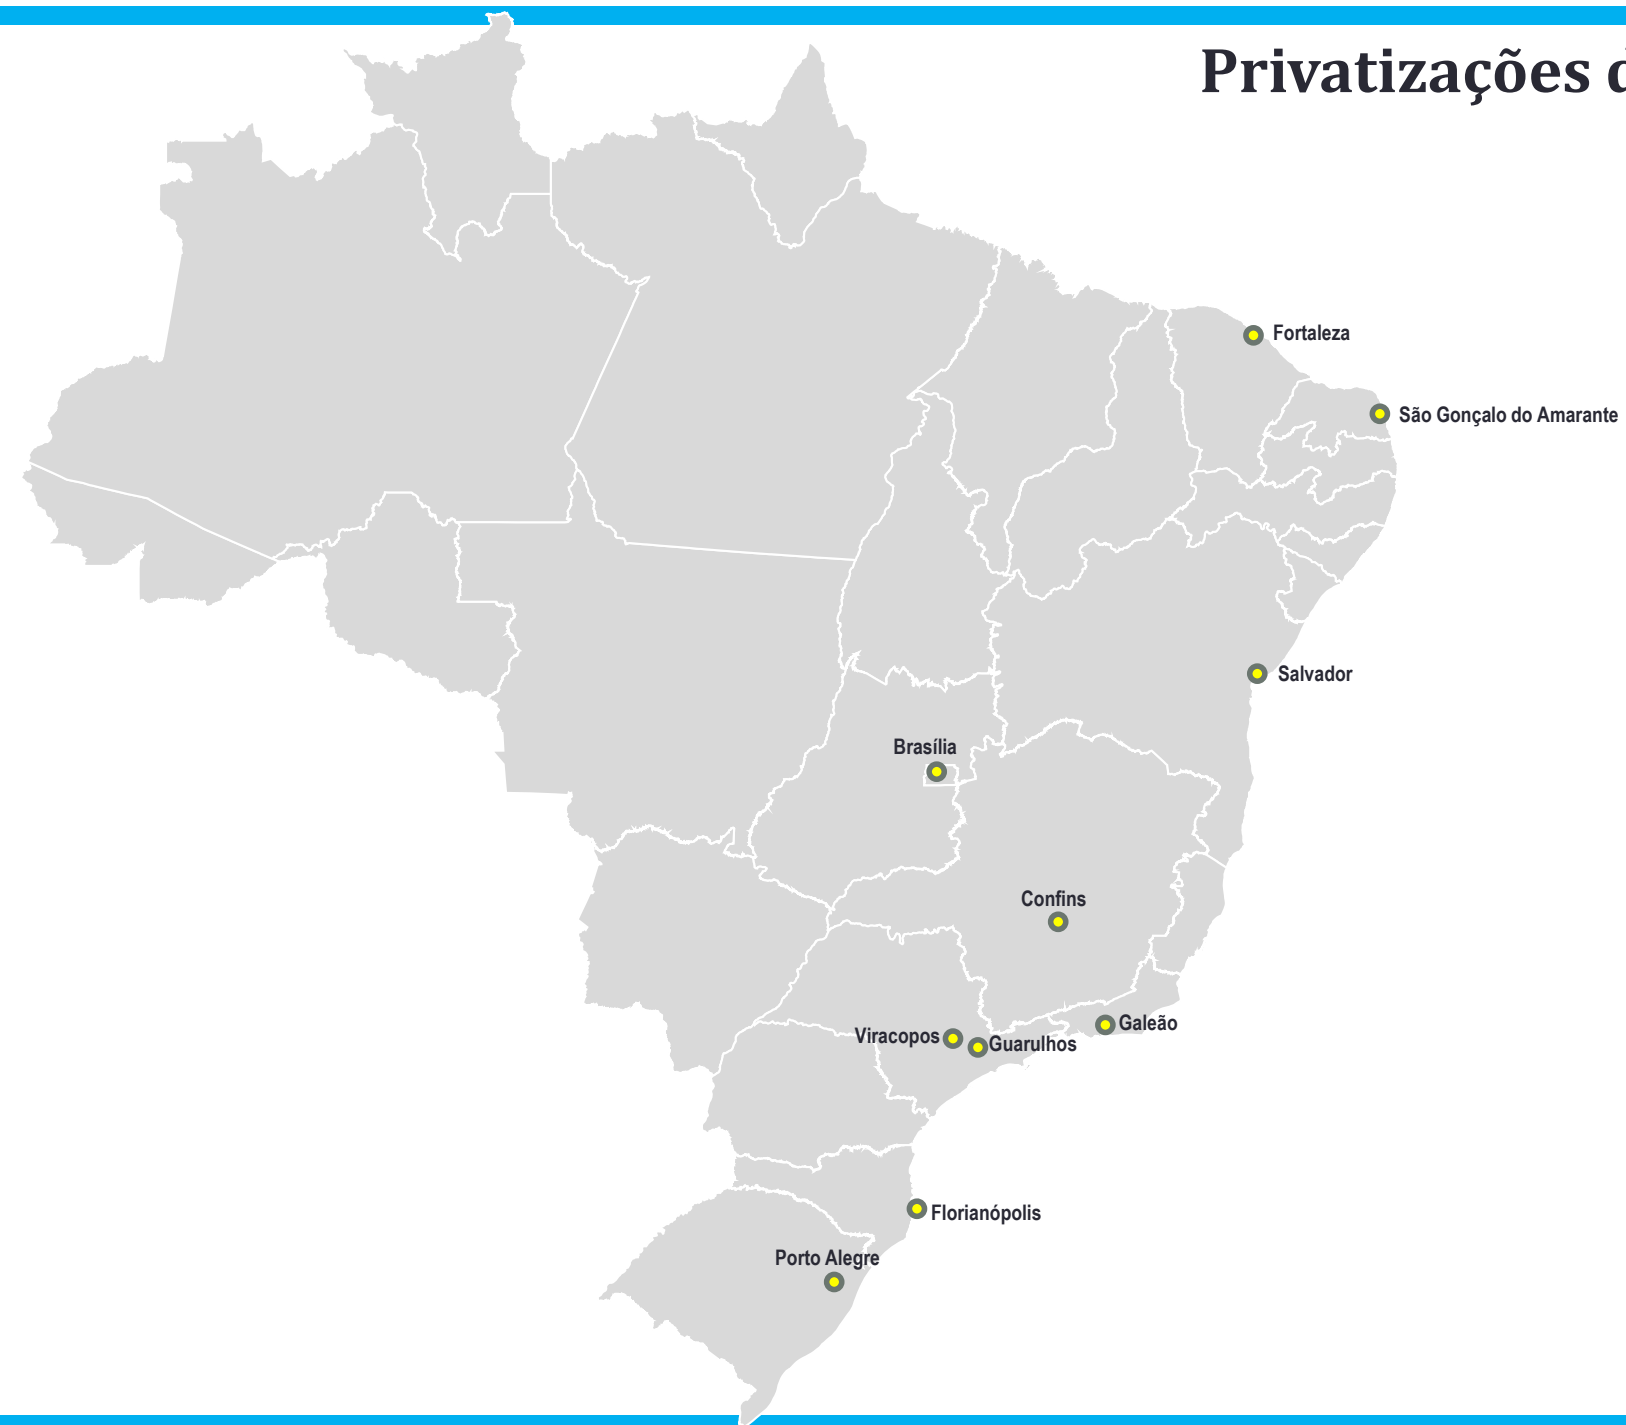 Privatizações d
Fortaleza
São Gonçalo do Amarante
Salvador
Brasília
Confins
Galeão
Viracopos
Guarulhos
Florianópolis
Porto Alegre